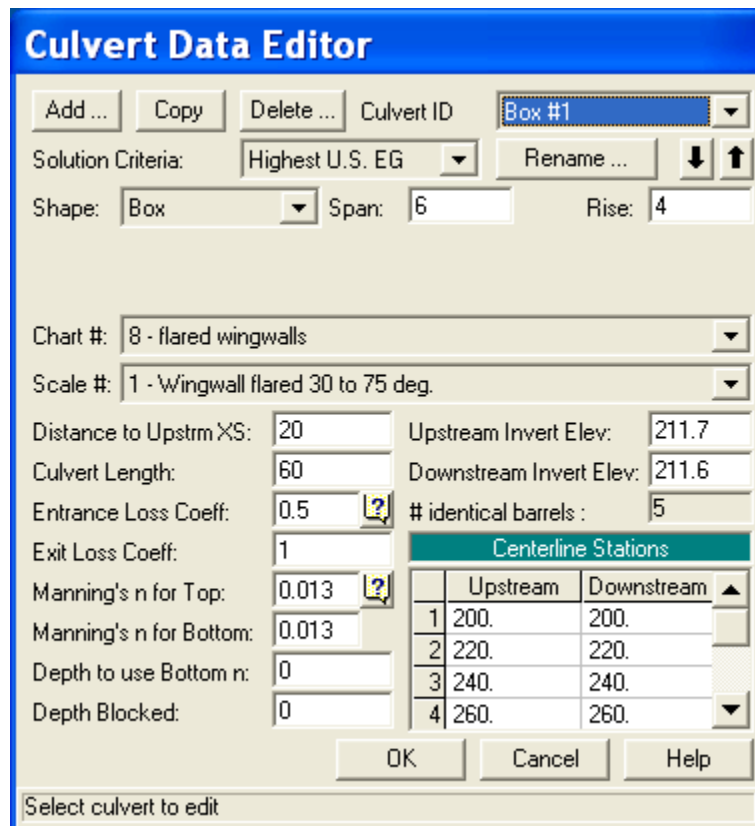 Culvert Data Editor
Add ... Copy Delete ... Culvert ID Box #1
Solution Criteria: Highest U.S. EG Rename ...
Shape: Box Span: 6 Rise: 4
Chart #: 8 - flared wingwalls
Scale #: 1 - Wingwall flared 30 to 75 deg.
Distance to Upstrm XS: 20 Upstream Invert Elev: 211.7
Culvert Length: 60 Downstream Invert Elev: 211.6
Entrance Loss Coeff: 0.5 ? # identical barrels : 5
Exit Loss Coeff: 1 Centerline Stations
Manning's n for Top: 0.013 ? Upstream Downstream
Manning's n for Bottom: 0.013 1 200. 200.
2 220. 220.
Depth to use Bottom n: 0 3 240. 240.
Depth Blocked: 0 4 260. 260.
OK Cancel Help
Select culvert to edit